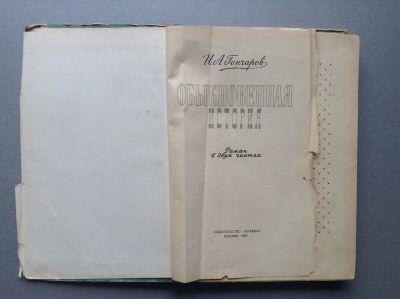 И. А. Гончаров
ОБЫКНОВЕННАЯ
ИСТОРИЯ
Роман
в двух частях
ИЗДАТЕЛЬСТВО «ПРАВДА»
МОСКВА